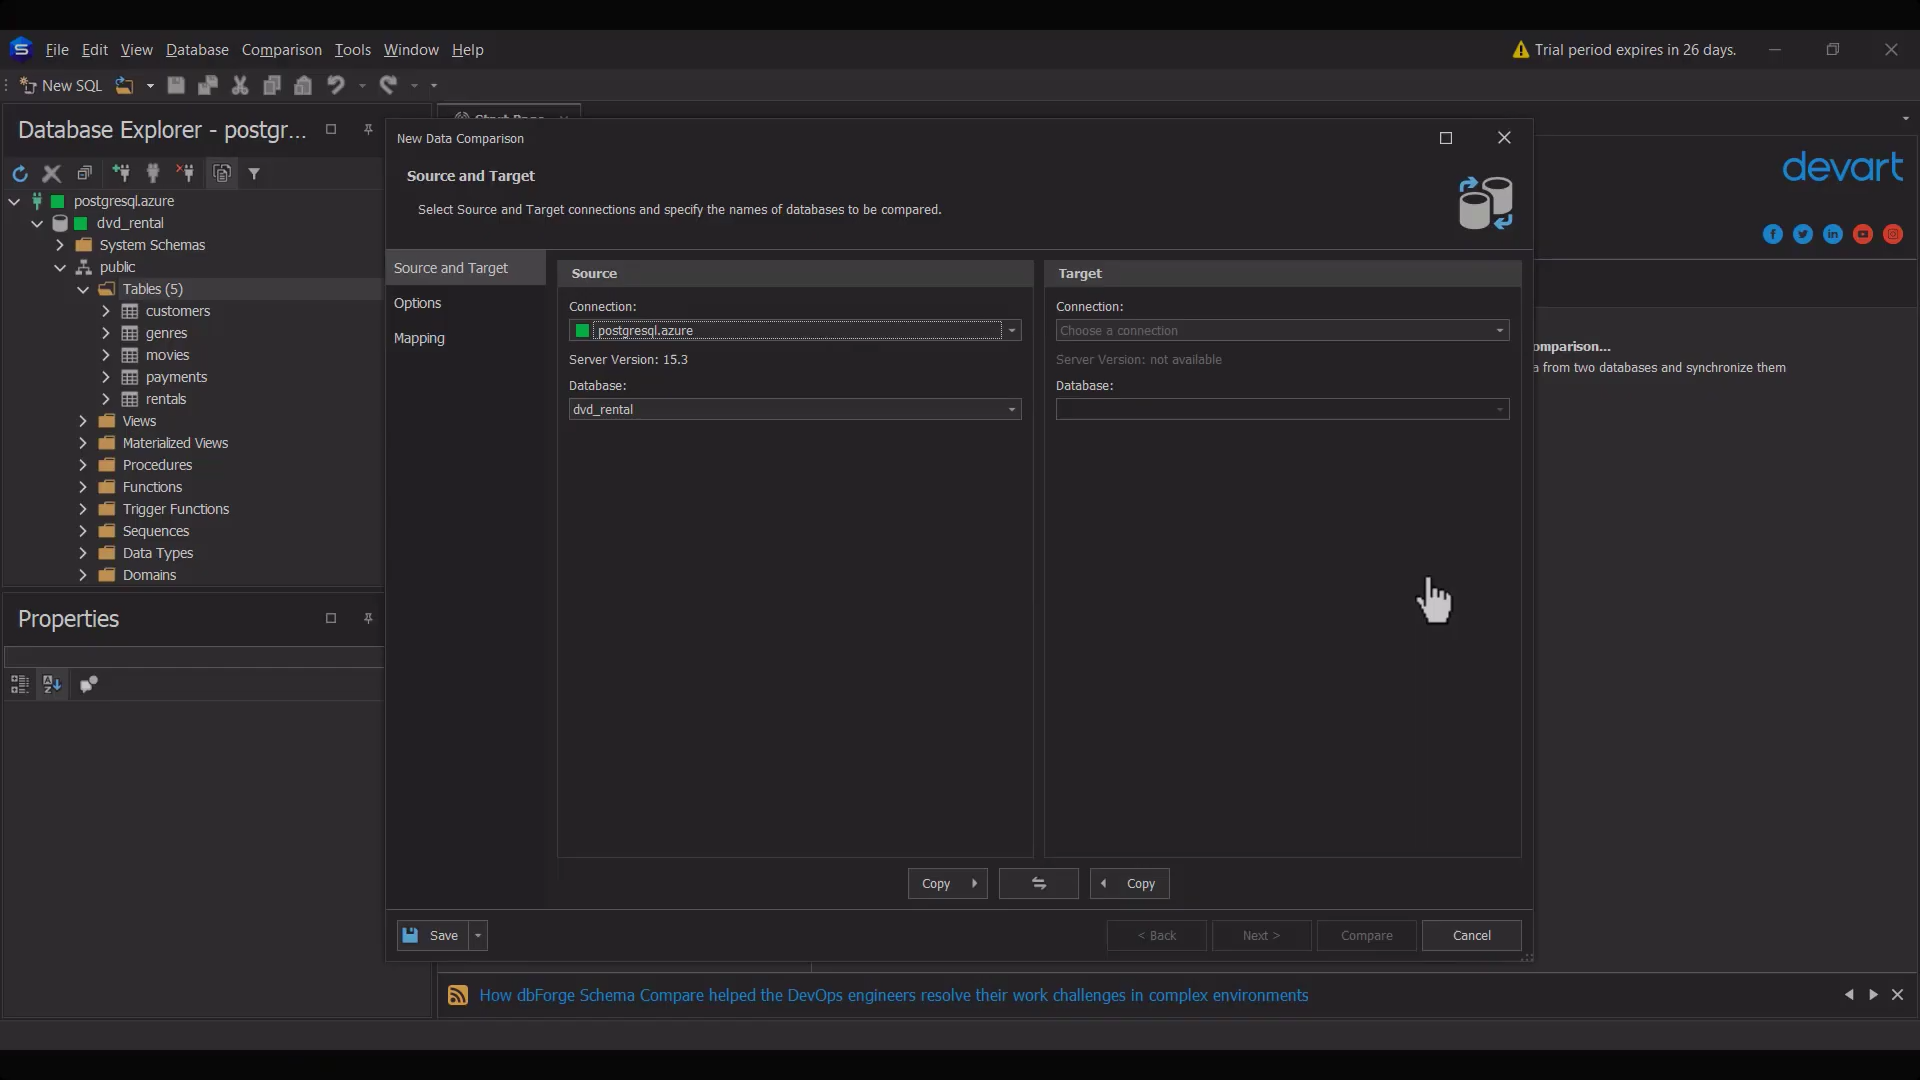 File Edit View Database Comparison Tools Window Help
Trial period expires in 26 days.
New SQL
Database Explorer - postgr...
postgresql.azure
dvd_rental
System Schemas
public
Tables (5)
customers
genres
movies
payments
rentals
Views
Materialized Views
Procedures
Functions
Trigger Functions
Sequences
Data Types
Domains
Properties
New Data Comparison
Source and Target
Select Source and Target connections and specify the names of databases to be compared.
Source and Target
Options
Mapping
Source
Connection:
postgresql.azure
Server Version: 15.3
Database:
dvd_rental
Target
Connection:
Choose a connection
Server Version: not available
Database:
Copy
Copy
Save
< Back
Next >
Compare
Cancel
devart
omparison...
a from two databases and synchronize them
How dbForge Schema Compare helped the DevOps engineers resolve their work challenges in complex environments